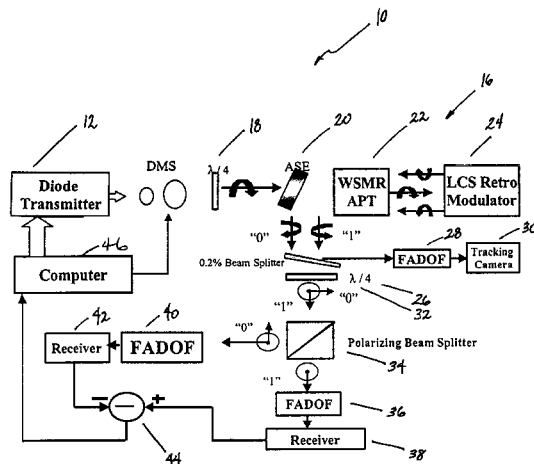 10
16
12
18
20
22
24
DMS
λ/4
ASE
Diode
Transmitter
WSMR
APT
LCS Retro
Modulator
46
"0"
"1"
28
30
Computer
0.2% Beam Splitter
FADOF
Tracking
Camera
λ/4
26
32
"1"
"0"
42
40
"0"
Receiver
FADOF
Polarizing Beam Splitter
34
"1"
−
+
−
FADOF
36
44
Receiver
38